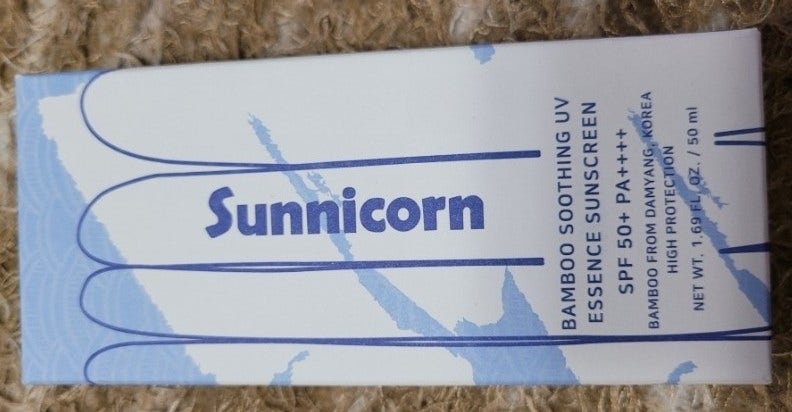 Sunnicorn
BAMBOO SOOTHING UV
ESSENCE SUNSCREEN
SPF 50+ PA++++
BAMBOO FROM DAMYANG, KOREA
HIGH PROTECTION
NET WT. 1.69 FL. OZ. / 50 ml